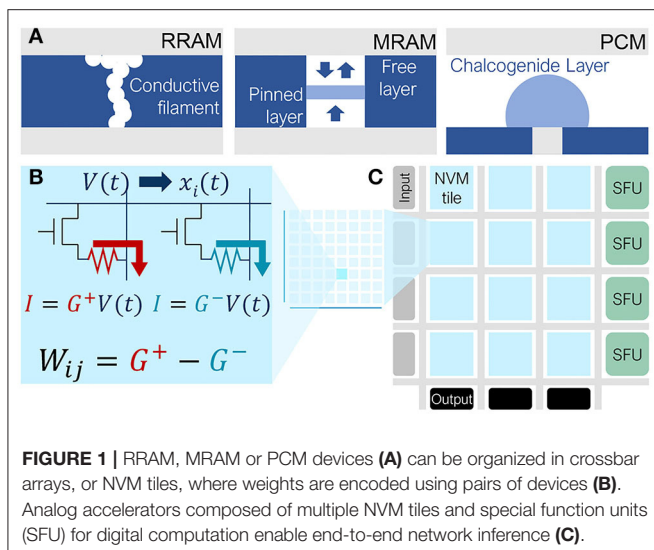 A
RRAM
Conductive
filament
MRAM
Pinned
layer
Free
layer
PCM
Chalcogenide Layer
B
V(t) → xᵢ(t)
I = G⁺V(t) I = G⁻V(t)
Wᵢⱼ = G⁺ − G⁻
C
Input
NVM
tile
SFU
SFU
SFU
SFU
Output
FIGURE 1 | RRAM, MRAM or PCM devices (A) can be organized in crossbar
arrays, or NVM tiles, where weights are encoded using pairs of devices (B).
Analog accelerators composed of multiple NVM tiles and special function units
(SFU) for digital computation enable end-to-end network inference (C).